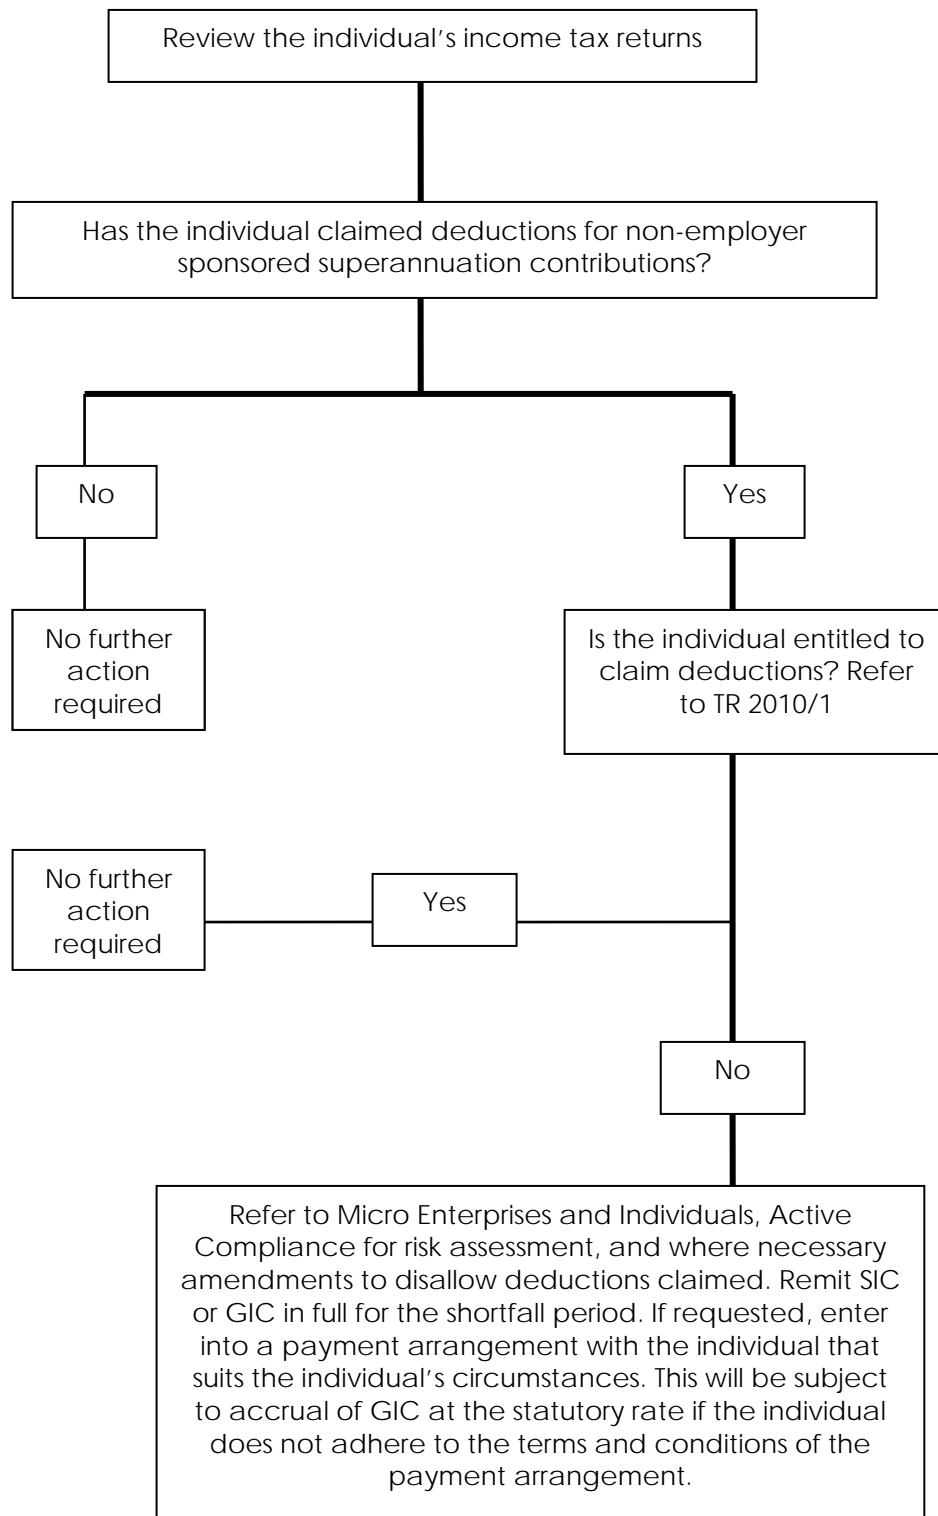 Review the individual's income tax returns
Has the individual claimed deductions for non-employer
sponsored superannuation contributions?
No
Yes
No further
action
required
Is the individual entitled to
claim deductions? Refer
to TR 2010/1
No further
action
required
Yes
No
Refer to Micro Enterprises and Individuals, Active
Compliance for risk assessment, and where necessary
amendments to disallow deductions claimed. Remit SIC
or GIC in full for the shortfall period. If requested, enter
into a payment arrangement with the individual that
suits the individual's circumstances. This will be subject
to accrual of GIC at the statutory rate if the individual
does not adhere to the terms and conditions of the
payment arrangement.